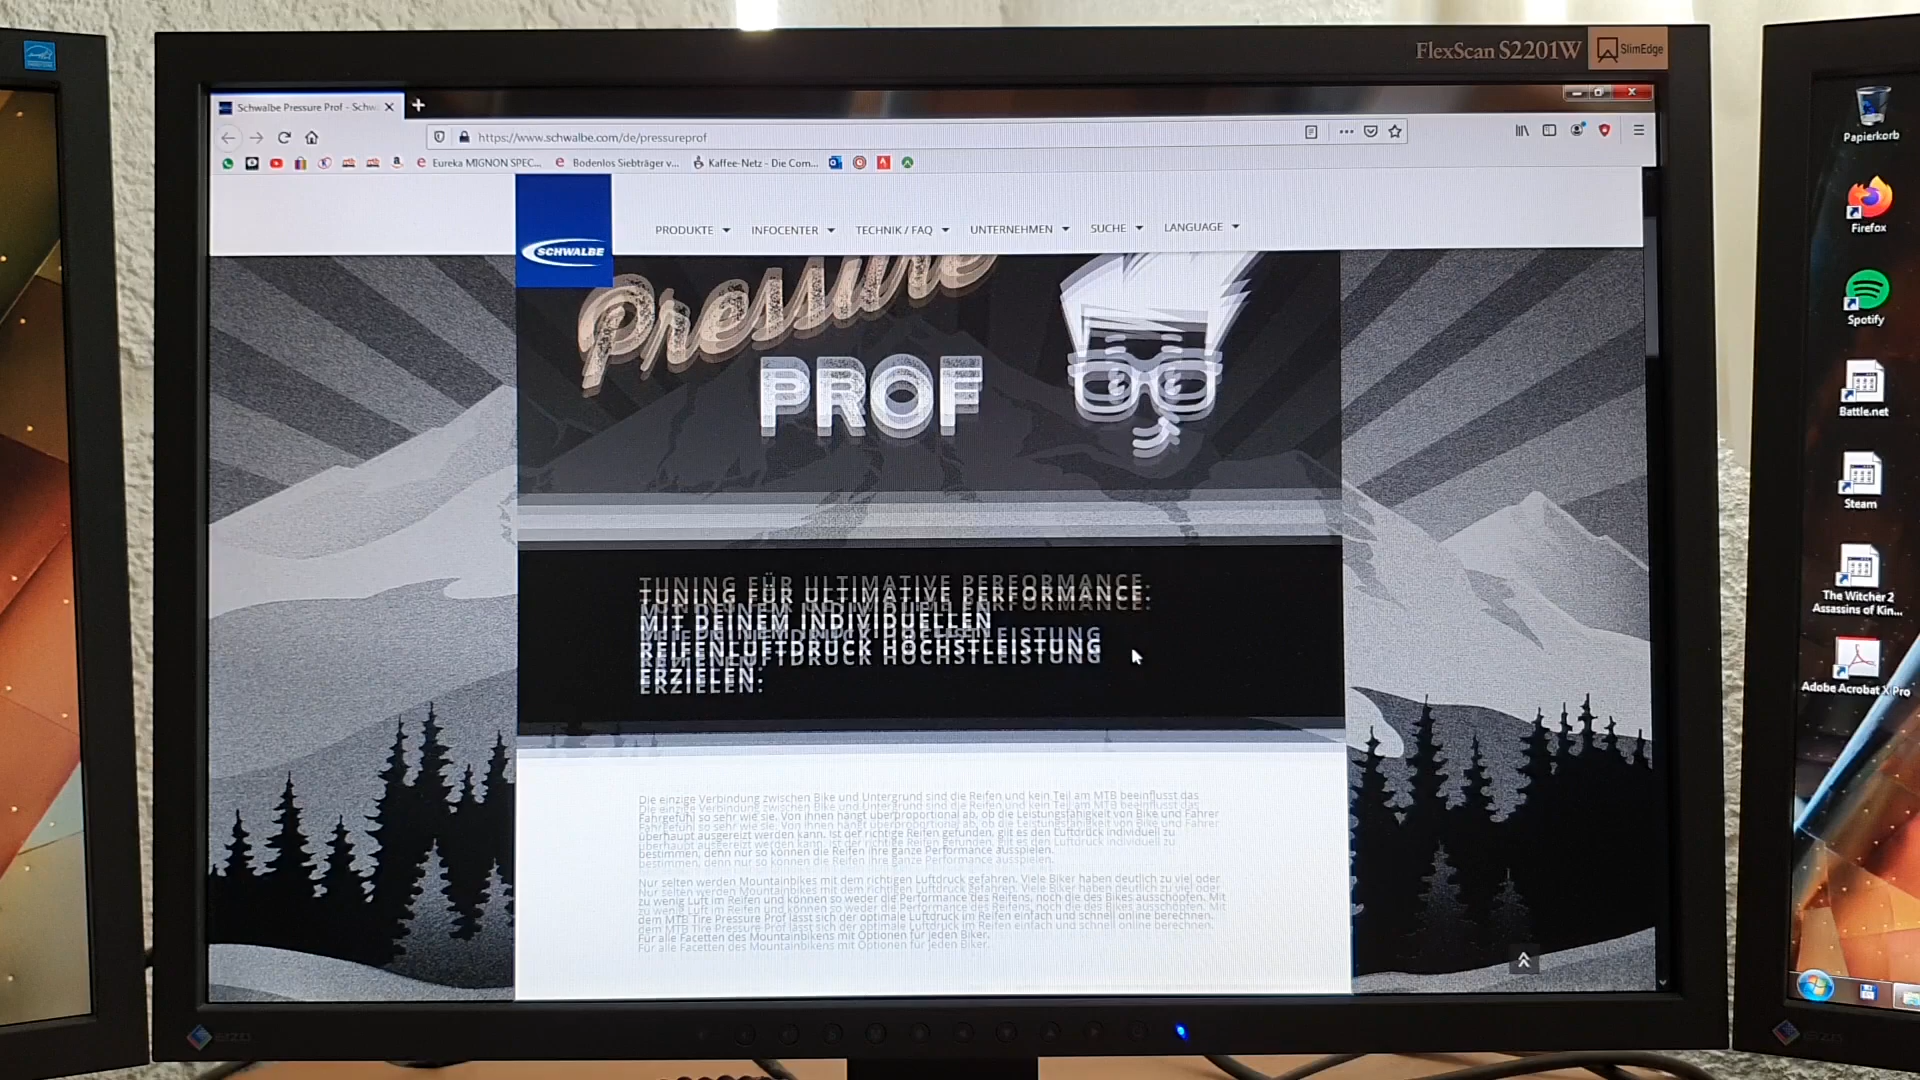 FlexScan S2201W
SlimEdge
Schwalbe Pressure Prof - Schw
https://www.schwalbe.com/de/pressureprof
Eureka MIGNON SPEC...
Bodenlos Siebträger v...
Kaffee-Netz - Die Com...
SCHWALBE
PRODUKTE
INFOCENTER
TECHNIK / FAQ
UNTERNEHMEN
SUCHE
LANGUAGE
Pressure
PROF
TUNING FÜR ULTIMATIVE PERFORMANCE:
MIT DEINEM INDIVIDUELLEN
REIFENLUFTDRUCK HÖCHSTLEISTUNG
ERZIELEN:
Die einzige Verbindung zwischen Bike und Untergrund sind die Reifen und kein Teil am MTB beeinflusst das
Fahrgefühl so sehr wie sie. Von ihnen hängt überproportional ab, ob die Leistungsfähigkeit von Bike und Fahrer
überhaupt ausgereizt werden kann. Ist der richtige Reifen gefunden, gilt es den Luftdruck individuell zu
bestimmen, denn nur so können die Reifen ihre ganze Performance ausspielen.
Nur selten werden Mountainbikes mit dem richtigen Luftdruck gefahren. Viele Biker haben deutlich zu viel oder
zu wenig Luft im Reifen und können so weder die Performance des Reifens, noch die des Bikes ausschöpfen. Mit
dem MTB Tire Pressure Prof lässt sich der optimale Luftdruck im Reifen einfach und schnell online berechnen.
Für alle Facetten des Mountainbikens mit Optionen für jeden Biker.
EIZO
Papierkorb
Firefox
Spotify
Battle.net
Steam
The Witcher 2
Assassins of Kin...
Adobe Acrobat X Pro
EIZO